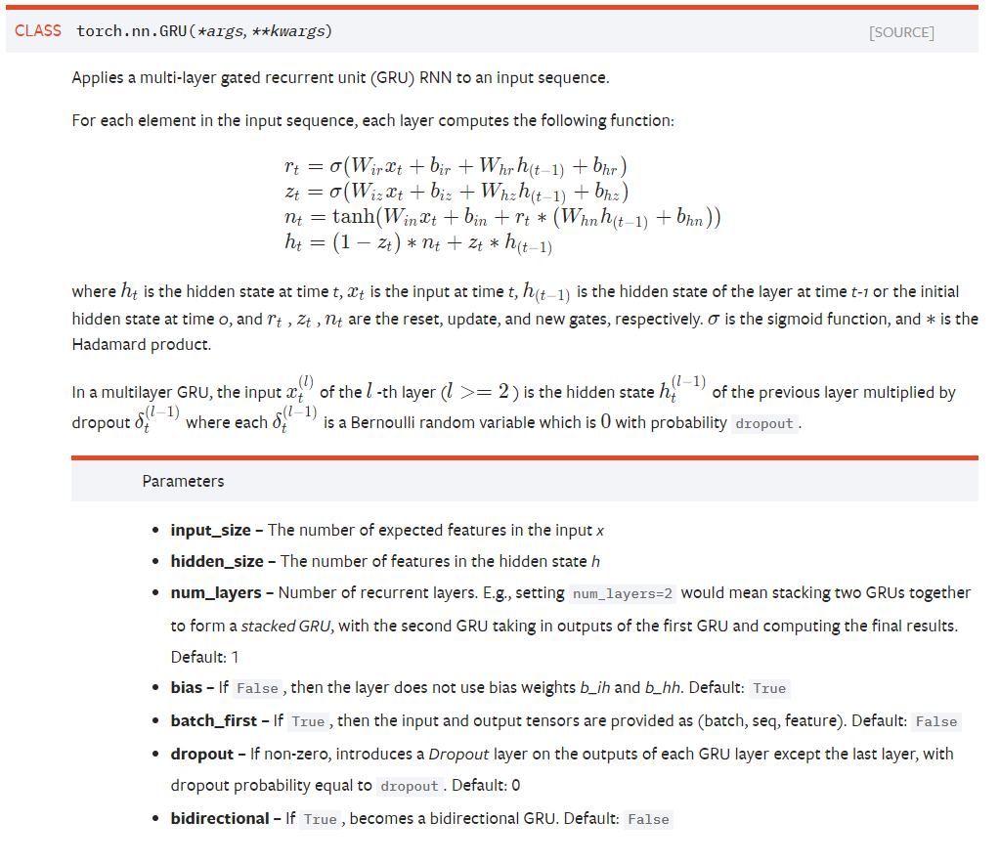 CLASS torch.nn.GRU(*args, **kwargs) [SOURCE]
Applies a multi-layer gated recurrent unit (GRU) RNN to an input sequence.
For each element in the input sequence, each layer computes the following function:
r_t = σ(W_{ir} x_t + b_{ir} + W_{hr} h_{(t−1)} + b_{hr})
z_t = σ(W_{iz} x_t + b_{iz} + W_{hz} h_{(t−1)} + b_{hz})
n_t = tanh(W_{in} x_t + b_{in} + r_t * (W_{hn} h_{(t−1)} + b_{hn}))
h_t = (1 − z_t) * n_t + z_t * h_{(t−1)}
where h_t is the hidden state at time t, x_t is the input at time t, h_{(t−1)} is the hidden state of the layer at time t-1 or the initial
hidden state at time 0, and r_t , z_t , n_t are the reset, update, and new gates, respectively. σ is the sigmoid function, and * is the
Hadamard product.
In a multilayer GRU, the input x_t^{(l)} of the l -th layer (l >= 2 ) is the hidden state h_t^{(l−1)} of the previous layer multiplied by
dropout δ_t^{(l−1)} where each δ_t^{(l−1)} is a Bernoulli random variable which is 0 with probability dropout .
Parameters
• input_size – The number of expected features in the input x
• hidden_size – The number of features in the hidden state h
• num_layers – Number of recurrent layers. E.g., setting num_layers=2 would mean stacking two GRUs together
to form a stacked GRU, with the second GRU taking in outputs of the first GRU and computing the final results.
Default: 1
• bias – If False , then the layer does not use bias weights b_ih and b_hh. Default: True
• batch_first – If True , then the input and output tensors are provided as (batch, seq, feature). Default: False
• dropout – If non-zero, introduces a Dropout layer on the outputs of each GRU layer except the last layer, with
dropout probability equal to dropout . Default: 0
• bidirectional – If True , becomes a bidirectional GRU. Default: False